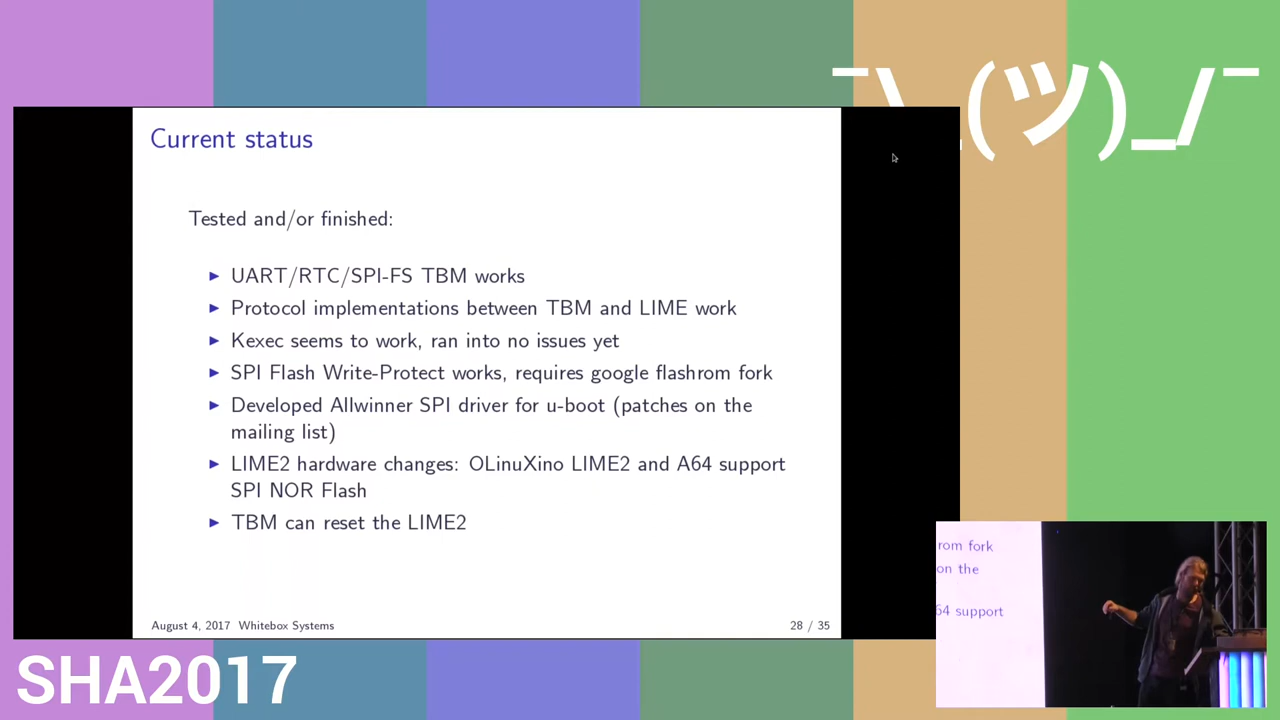 ¯\_(ツ)_/¯
Current status
Tested and/or finished:
▶ UART/RTC/SPI-FS TBM works
▶ Protocol implementations between TBM and LIME work
▶ Kexec seems to work, ran into no issues yet
▶ SPI Flash Write-Protect works, requires google flashrom fork
▶ Developed Allwinner SPI driver for u-boot (patches on the
mailing list)
▶ LIME2 hardware changes: OLinuXino LIME2 and A64 support
SPI NOR Flash
▶ TBM can reset the LIME2
August 4, 2017 Whitebox Systems 28 / 35
rom fork
on the
64 support
SHA2017